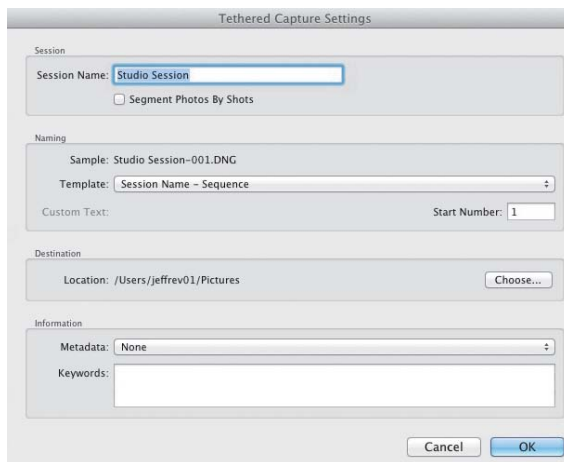 Tethered Capture Settings
Session
Session Name: Studio Session
Segment Photos By Shots
Naming
Sample: Studio Session-001.DNG
Template: Session Name - Sequence
Custom Text: Start Number: 1
Destination
Location: /Users/jeffrev01/Pictures Choose...
Information
Metadata: None
Keywords:
Cancel OK